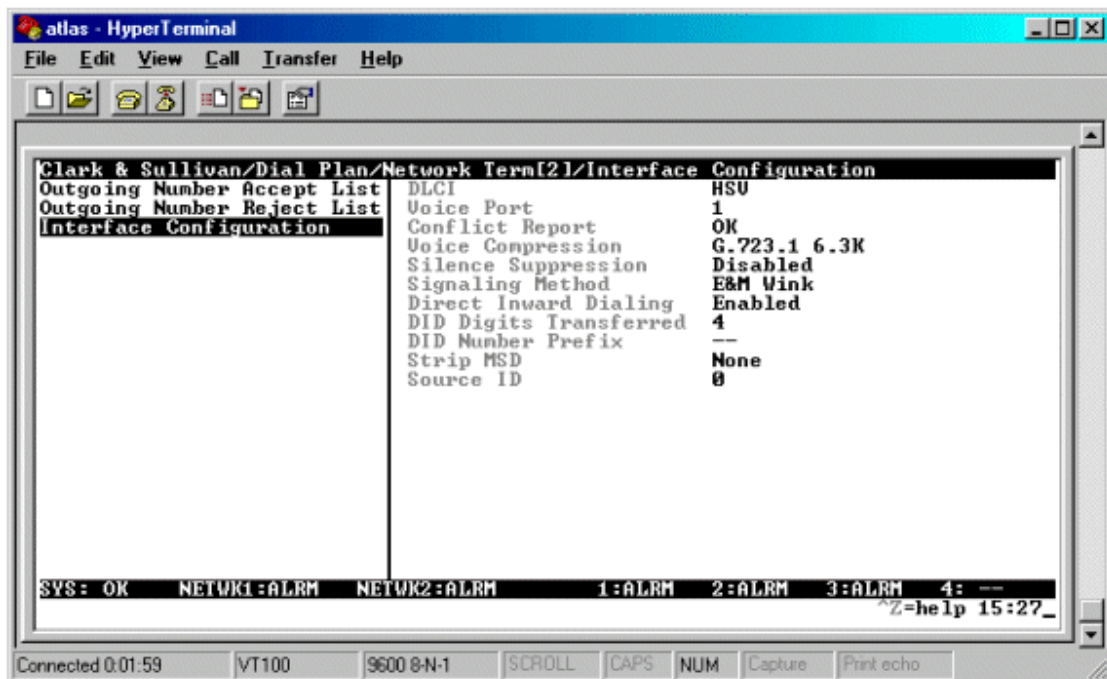 atlas - HyperTerminal
File Edit View Call Transfer Help
Clark & Sullivan/Dial Plan/Network Term[2]/Interface Configuration
Outgoing Number Accept List DLCI HSV
Outgoing Number Reject List Voice Port 1
Interface Configuration Conflict Report OK
Voice Compression G.723.1 6.3K
Silence Suppression Disabled
Signaling Method E&M Wink
Direct Inward Dialing Enabled
DID Digits Transferred 4
DID Number Prefix --
Strip MSD None
Source ID 0
SYS: OK NETWK1:ALRM NETWK2:ALRM 1:ALRM 2:ALRM 3:ALRM 4: --
^Z=help 15:27_
Connected 0:01:59 VT100 9600 8-N-1 SCROLL CAPS NUM Capture Print echo